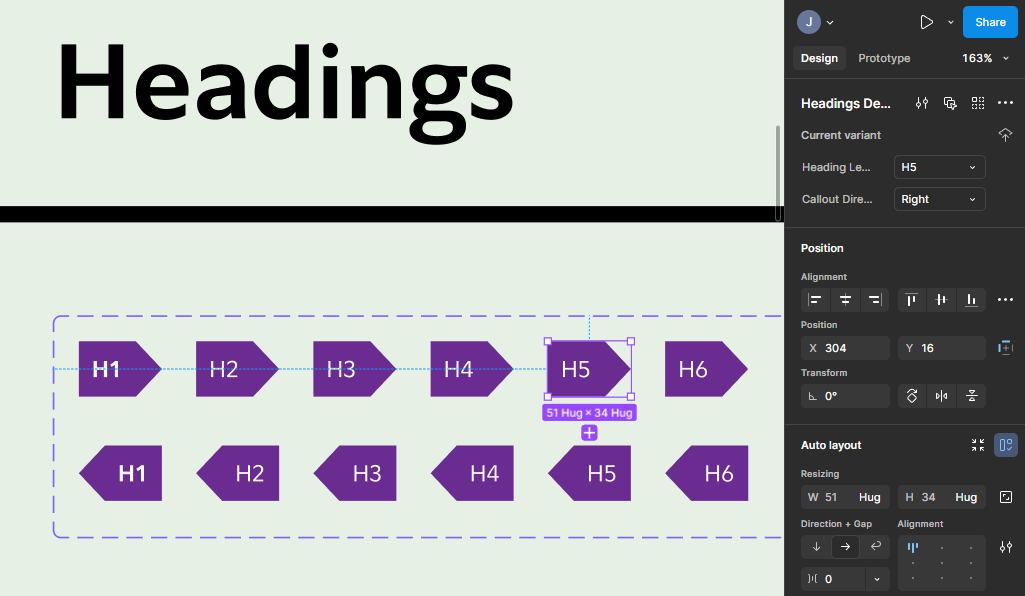 Headings
H1 H2 H3 H4 H5 H6
51 Hug × 34 Hug
H1 H2 H3 H4 H5 H6
J
Share
Design Prototype 163%
Headings De...
Current variant
Heading Le... H5
Callout Dire... Right
Position
Alignment
Position
X 304 Y 16
Transform
0°
Auto layout
Resizing
W 51 Hug H 34 Hug
Direction + Gap Alignment
0